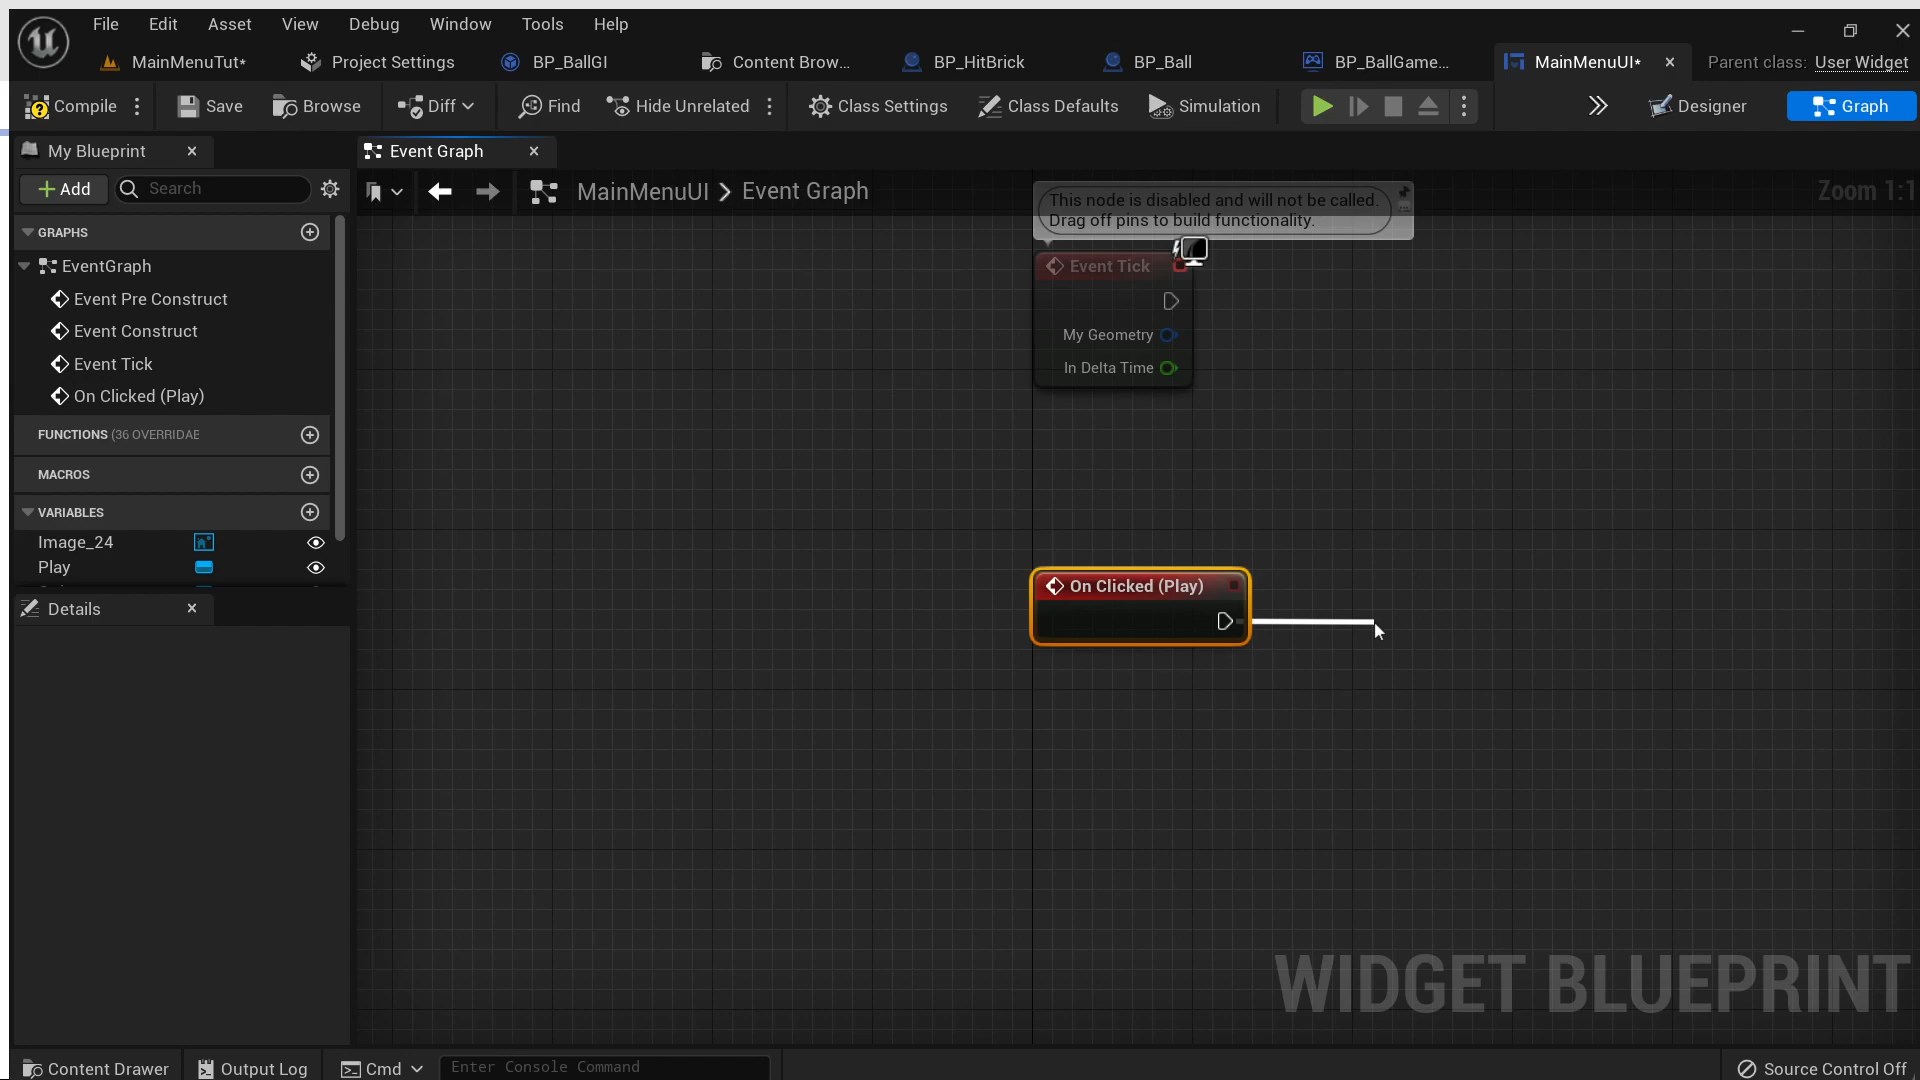 File Edit Asset View Debug Window Tools Help
MainMenuTut* Project Settings BP_BallGI Content Brow... BP_HitBrick BP_Ball BP_BallGame... MainMenuUI* Parent class: User Widget
Compile Save Browse Diff Find Hide Unrelated Class Settings Class Defaults Simulation Designer Graph
My Blueprint
Event Graph
Add Search
MainMenuUI > Event Graph
Zoom 1:1
This node is disabled and will not be called.
Drag off pins to build functionality.
GRAPHS
EventGraph
Event Pre Construct
Event Construct
Event Tick
On Clicked (Play)
FUNCTIONS (36 OVERRIDAE
MACROS
VARIABLES
Image_24
Play
Details
Event Tick
My Geometry
In Delta Time
On Clicked (Play)
WIDGET BLUEPRINT
Content Drawer Output Log Cmd Enter Console Command Source Control Off